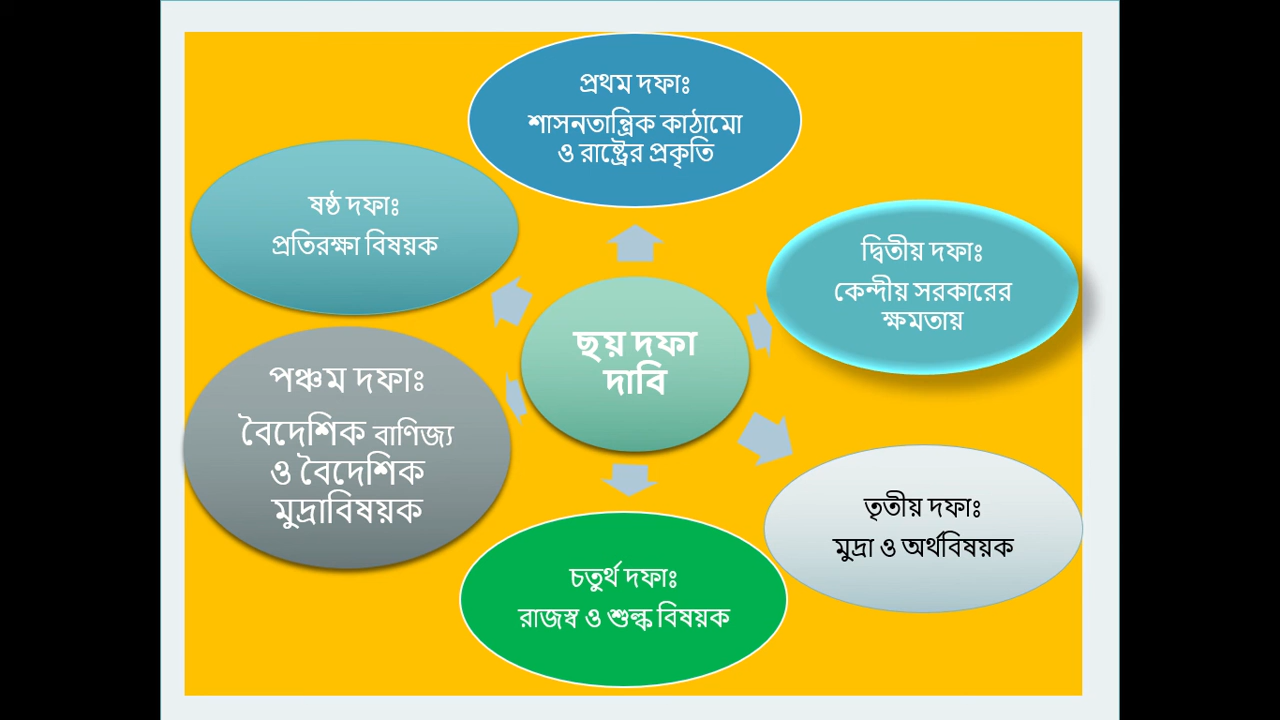 প্রথম দফাঃ
শাসনতান্ত্রিক কাঠামো
ও রাষ্ট্রের প্রকৃতি
দ্বিতীয় দফাঃ
কেন্দীয় সরকারের
ক্ষমতায়
তৃতীয় দফাঃ
মুদ্রা ও অর্থবিষয়ক
চতুর্থ দফাঃ
রাজস্ব ও শুল্ক বিষয়ক
পঞ্চম দফাঃ
বৈদেশিক বাণিজ্য
ও বৈদেশিক
মুদ্রাবিষয়ক
ষষ্ঠ দফাঃ
প্রতিরক্ষা বিষয়ক
ছয় দফা
দাবি